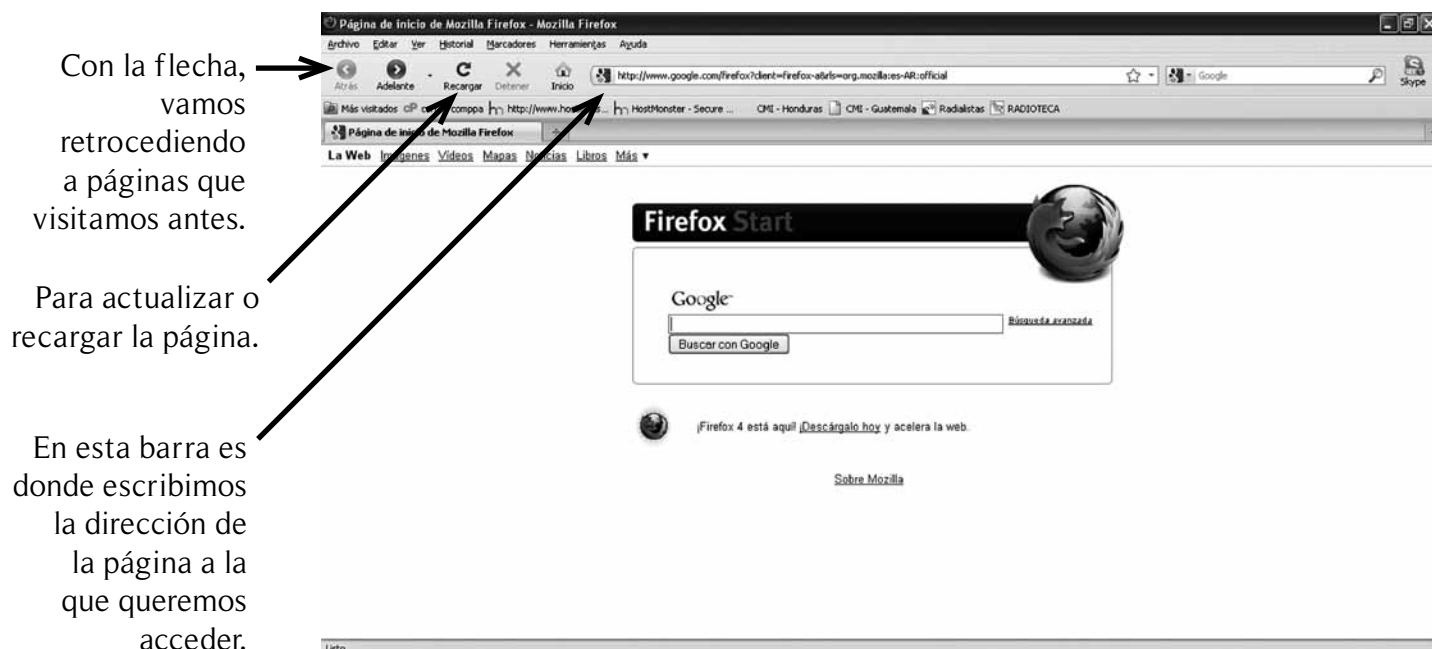 Con la flecha,
vamos
retrocediendo
a páginas que
visitamos antes.
Para actualizar o
recargar la página.
En esta barra es
donde escribimos
la dirección de
la página a la
que queremos
acceder.
Página de inicio de Mozilla Firefox - Mozilla Firefox
Archivo Editar Ver Historial Marcadores Herramientas Ayuda
Atrás Adelante Recargar Detener Inicio http://www.google.com/firefox?client=firefox-a&rls=org.mozilla:es-AR:official Google Skype
Más visitados comppa HostMonster - Secure ... CMI - Honduras CMI - Guatemala Radialistas RADIOTECA
Página de inicio de Mozilla Firefox
La Web Imágenes Vídeos Mapas Noticias Libros Más ▼
Firefox Start
Google™
Búsqueda avanzada
Buscar con Google
¡Firefox 4 está aquí! ¡Descárgalo hoy y acelera la web.
Sobre Mozilla
Listo